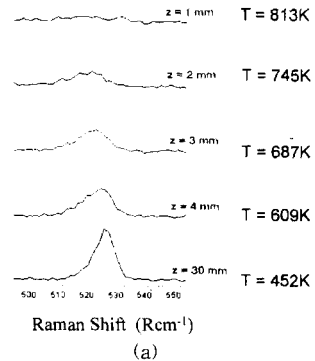 z = 1 mm T = 813K
z = 2 mm T = 745K
z = 3 mm T = 687K
z = 4 mm T = 609K
z = 30 mm T = 452K
500 510 520 530 540 550
Raman Shift (Rcm⁻¹)
(a)